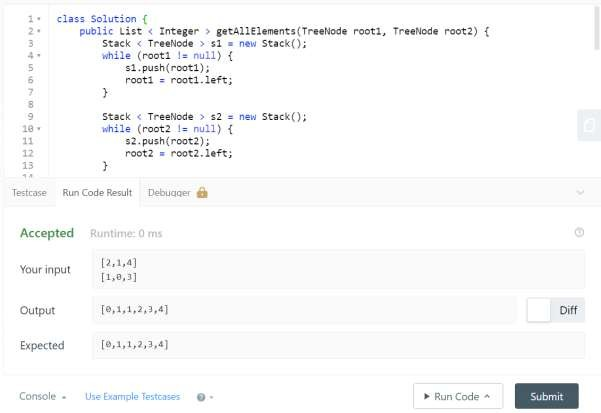 1 class Solution {
2 public List < Integer > getAllElements(TreeNode root1, TreeNode root2) {
3 Stack < TreeNode > s1 = new Stack();
4 while (root1 != null) {
5 s1.push(root1);
6 root1 = root1.left;
7 }
8
9 Stack < TreeNode > s2 = new Stack();
10 while (root2 != null) {
11 s2.push(root2);
12 root2 = root2.left;
13 }
Testcase Run Code Result Debugger
Accepted Runtime: 0 ms
Your input
[2,1,4]
[1,0,3]
Output [0,1,1,2,3,4] Diff
Expected [0,1,1,2,3,4]
Console Use Example Testcases Run Code Submit